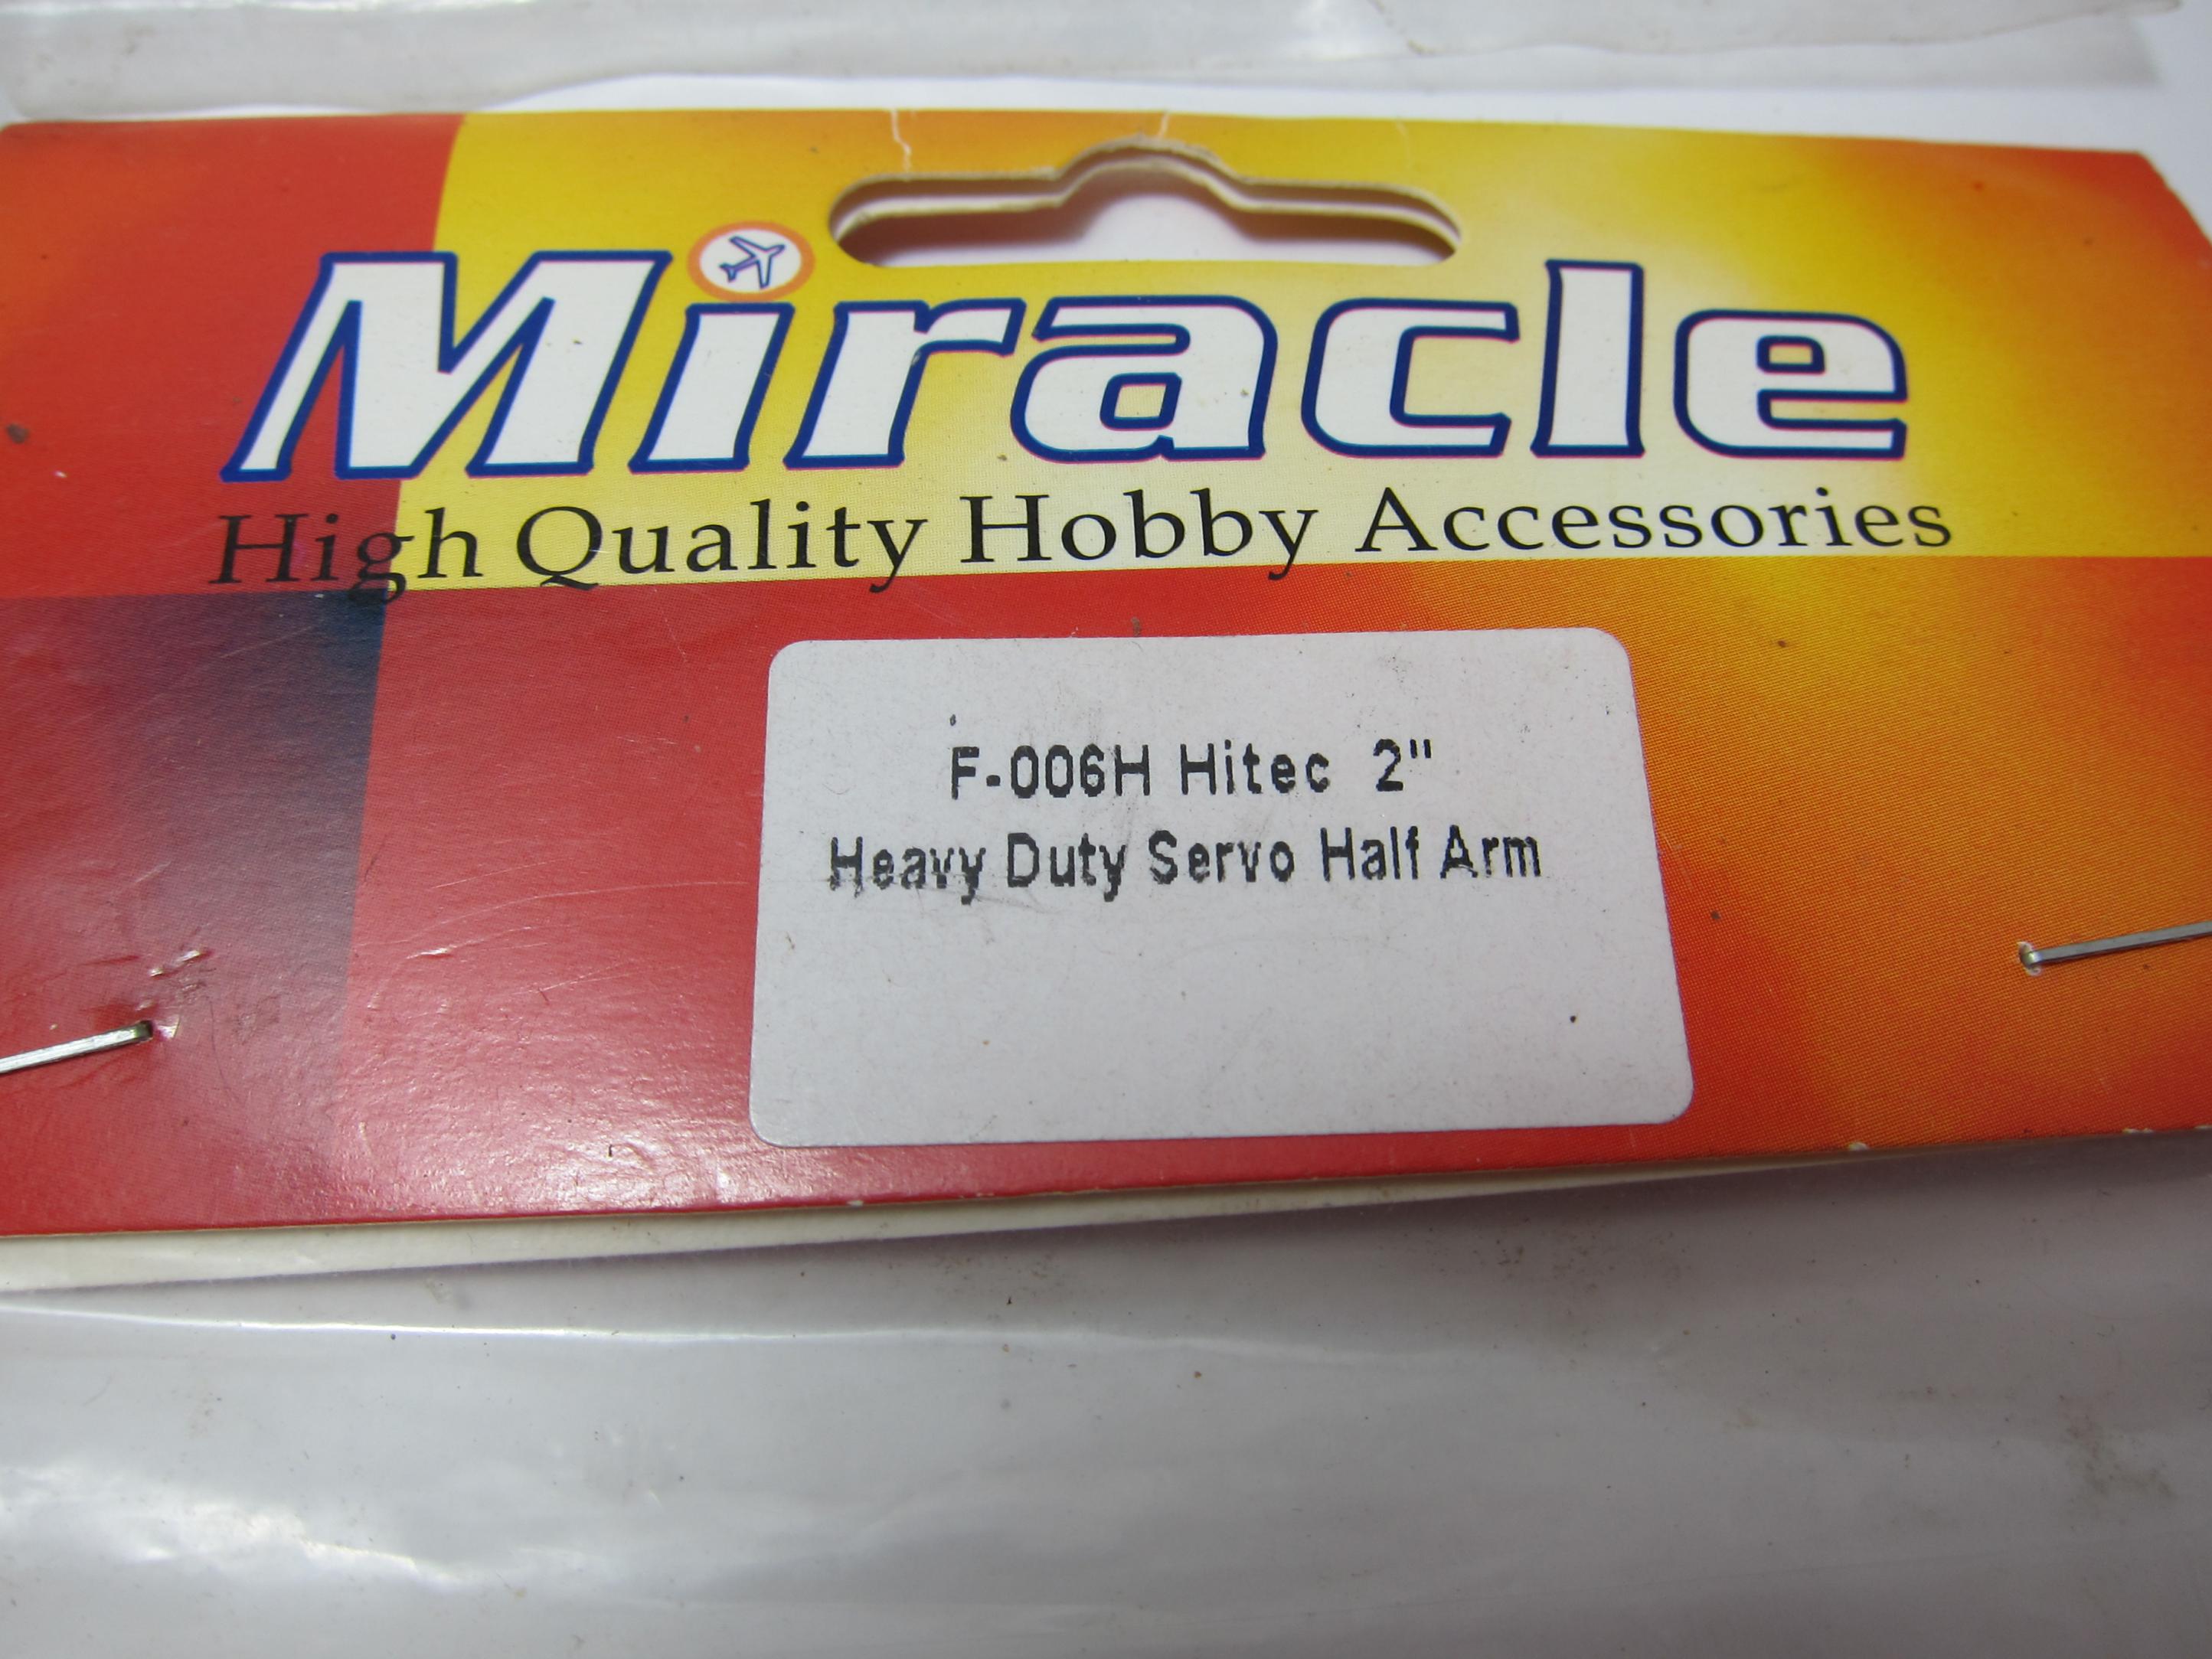 Miracle
High Quality Hobby Accessories
F-006H Hitec 2"
Heavy Duty Servo Half Arm